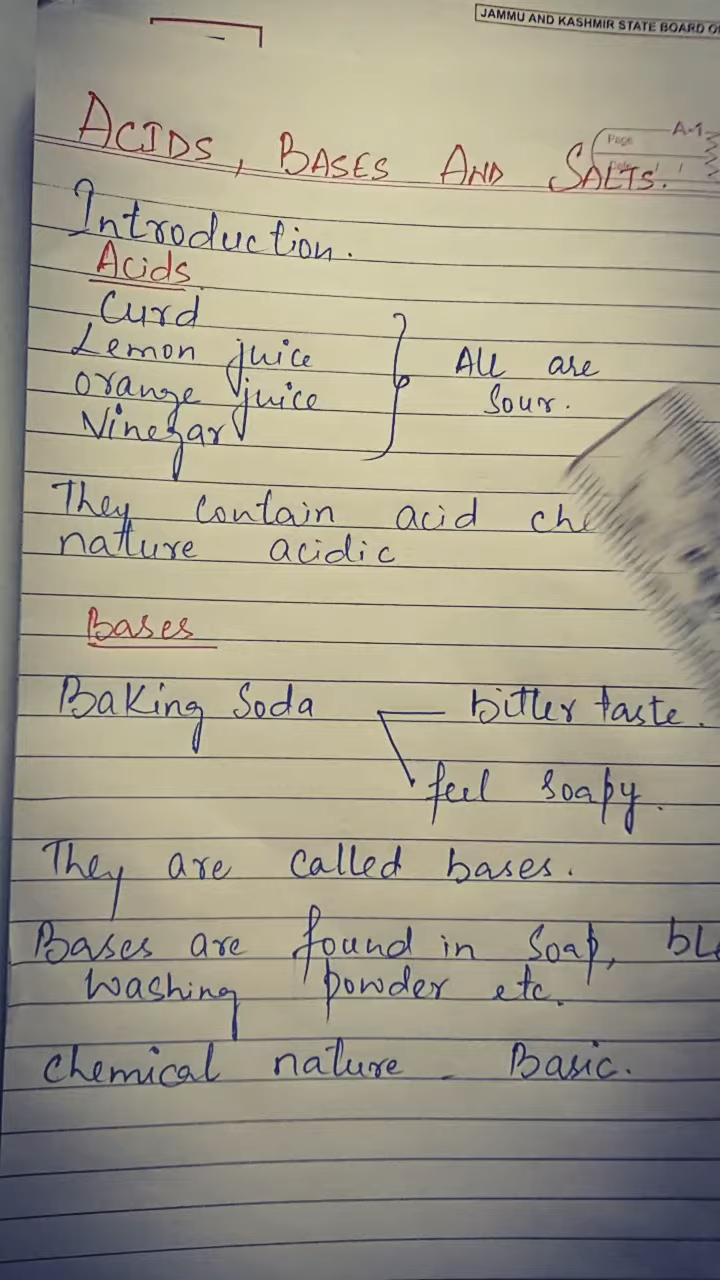 JAMMU AND KASHMIR STATE BOARD
Page A-1
ACIDS, BASES AND SALTS.
Introduction.
Acids
Curd
Lemon juice
orange juice
Vinegar
All are
Sour.
They contain acid
nature acidic
Bases
Baking Soda bitter taste.
feel soapy.
They are called bases.
Bases are found in Soap,
washing powder etc.
chemical nature - Basic.